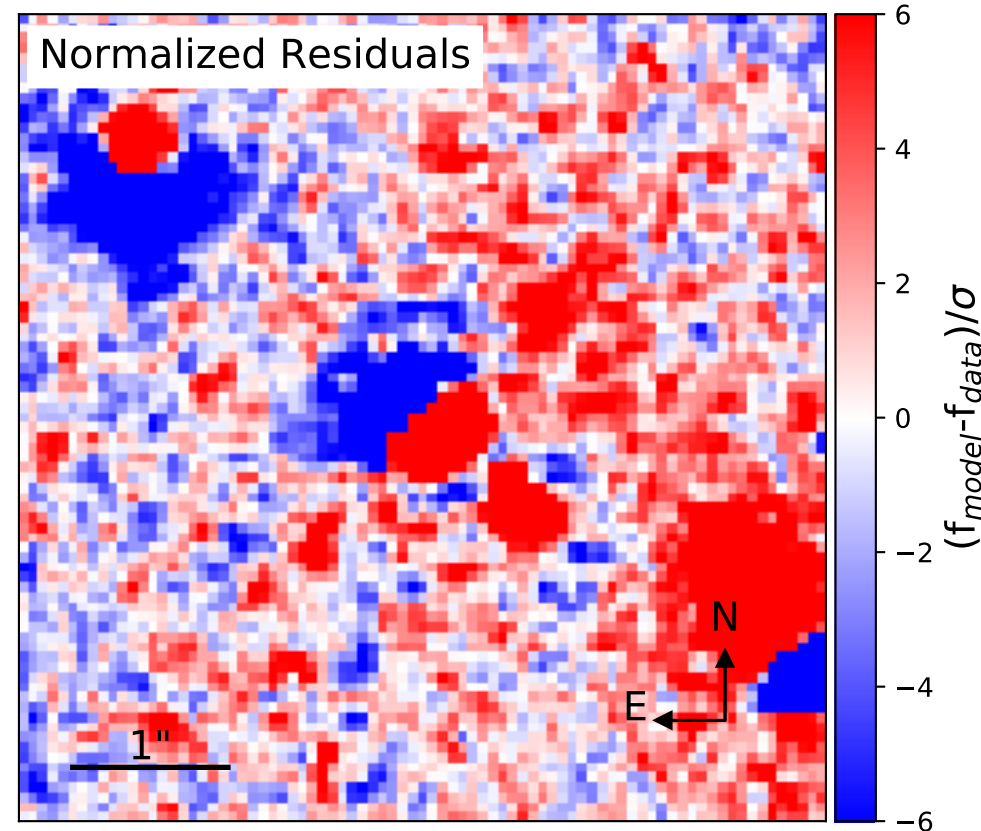 Normalized Residuals
6
4
2
0
−2
−4
−6
(f_model-f_data)/σ
N
E
1"